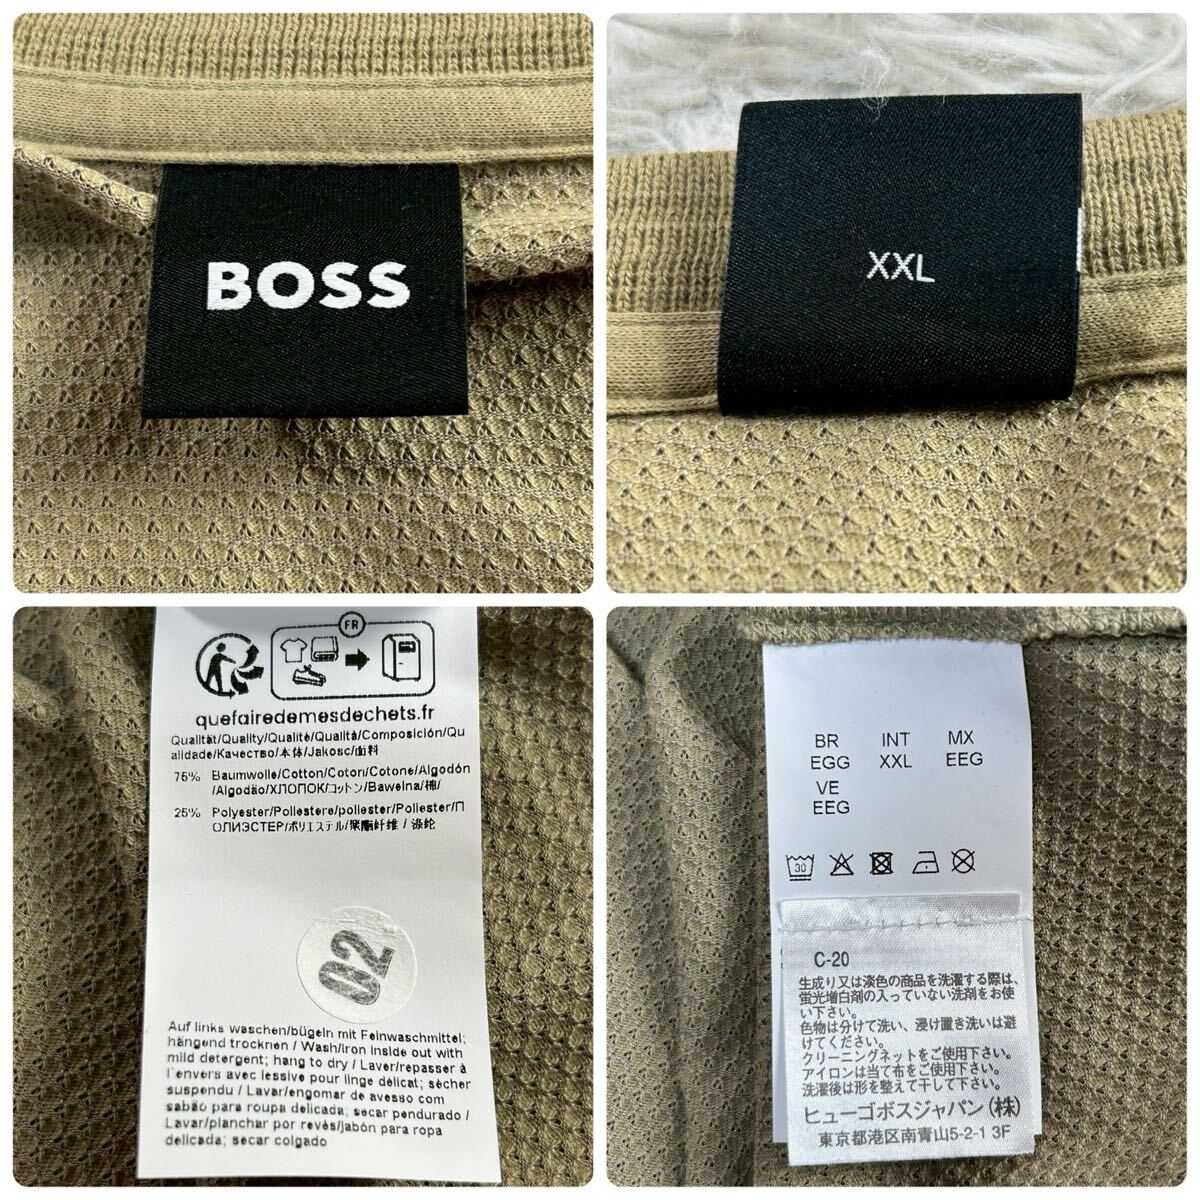 BOSS
XXL
FR
quefairedemesdechets.fr
Qualität/Quality/Qualité/Qualità/Composición/Qu
alidade/Качество/本体/Jakosc/面料
75% Baumwolle/Cotton/Coton/Cotone/Algodón
/Algodão/ХЛОПОК/コットン/Bawelna/棉/
25% Polyester/Poliestere/poliester/Poliester/П
ОЛИЭСТЕР/ポリエステル/聚酯纤维 / 涤纶
02
Auf links waschen/bügeln mit Feinwaschmittel;
hängend trocknen / Wash/iron inside out with
mild detergent; hang to dry / Laver/repasser à
l'envers avec lessive pour linge délicat; sécher
suspendu / Lavar/engomar de avesso com
sabão para roupa delicada; secar pendurado /
Lavar/planchar por revés/jabón para ropa
delicada; secar colgado
BR INT MX
EGG XXL EEG
VE
EEG
30
C-20
生成り又は淡色の商品を洗濯する際は、
蛍光増白剤の入っていない洗剤をお使
い下さい。
色物は分けて洗い、浸け置き洗いは避
けてください。
クリーニングネットをご使用下さい。
アイロンは当て布をご使用下さい。
洗濯後は形を整えて干して下さい。
ヒューゴボスジャパン(株)
東京都港区南青山5-2-1 3F